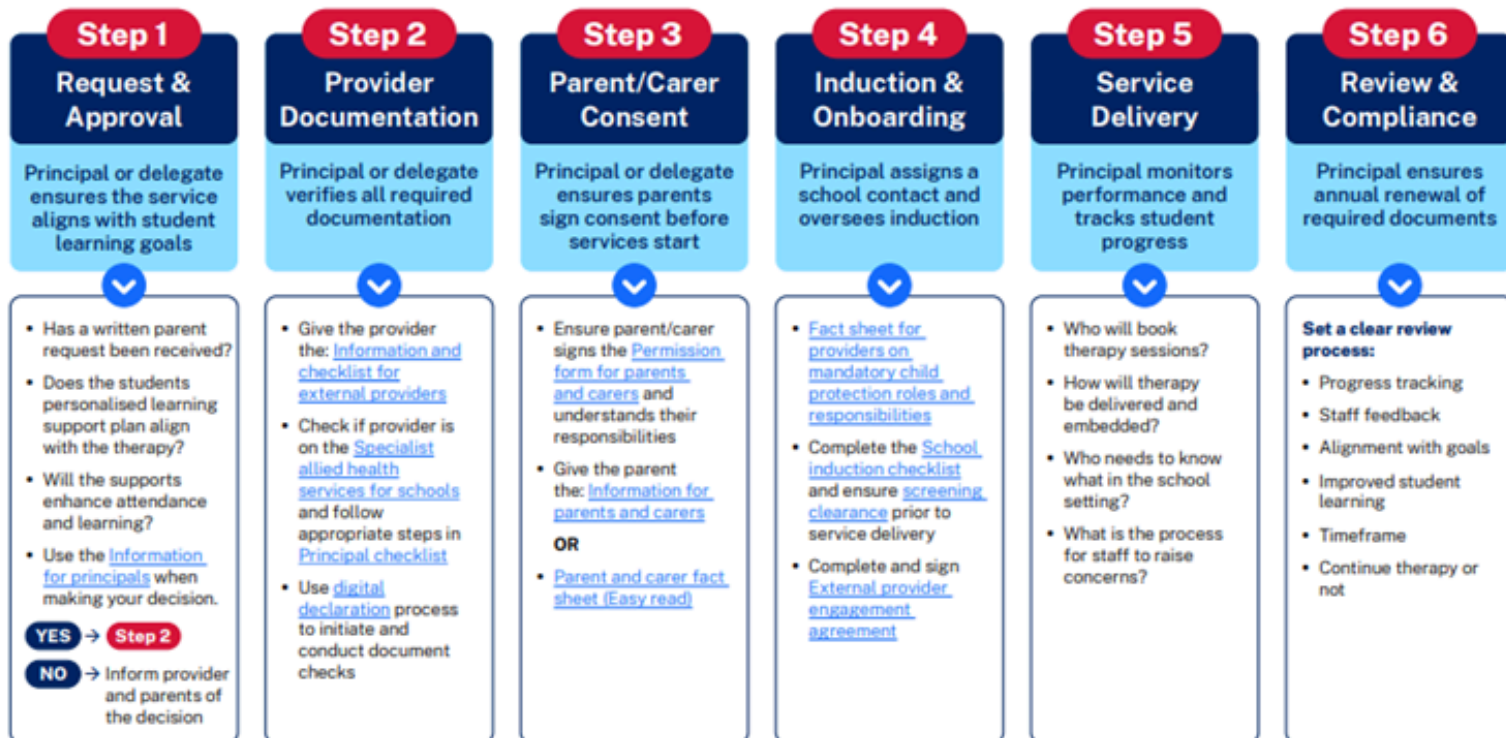 Step 1
Request &
Approval
Principal or delegate
ensures the service
aligns with student
learning goals
• Has a written parent
request been received?
• Does the students
personalised learning
support plan align
with the therapy?
• Will the supports
enhance attendance
and learning?
• Use the Information
for principals when
making your decision.
YES → Step 2
NO → Inform provider
and parents of
the decision
Step 2
Provider
Documentation
Principal or delegate
verifies all required
documentation
• Give the provider
the: Information and
checklist for
external providers
• Check if provider is
on the Specialist
allied health
services for schools
and follow
appropriate steps in
Principal checklist
• Use digital
declaration process
to initiate and
conduct document
checks
Step 3
Parent/Carer
Consent
Principal or delegate
ensures parents
sign consent before
services start
• Ensure parent/carer
signs the Permission
form for parents
and carers and
understands their
responsibilities
• Give the parent
the: Information for
parents and carers
OR
• Parent and carer fact
sheet (Easy read)
Step 4
Induction &
Onboarding
Principal assigns a
school contact and
oversees induction
• Fact sheet for
providers on
mandatory child
protection roles and
responsibilities
• Complete the School
induction checklist
and ensure screening
clearance prior to
service delivery
• Complete and sign
External provider
engagement
agreement
Step 5
Service
Delivery
Principal monitors
performance and
tracks student
progress
• Who will book
therapy sessions?
• How will therapy
be delivered and
embedded?
• Who needs to know
what in the school
setting?
• What is the process
for staff to raise
concerns?
Step 6
Review &
Compliance
Principal ensures
annual renewal of
required documents
Set a clear review
process:
• Progress tracking
• Staff feedback
• Alignment with goals
• Improved student
learning
• Timeframe
• Continue therapy or
not